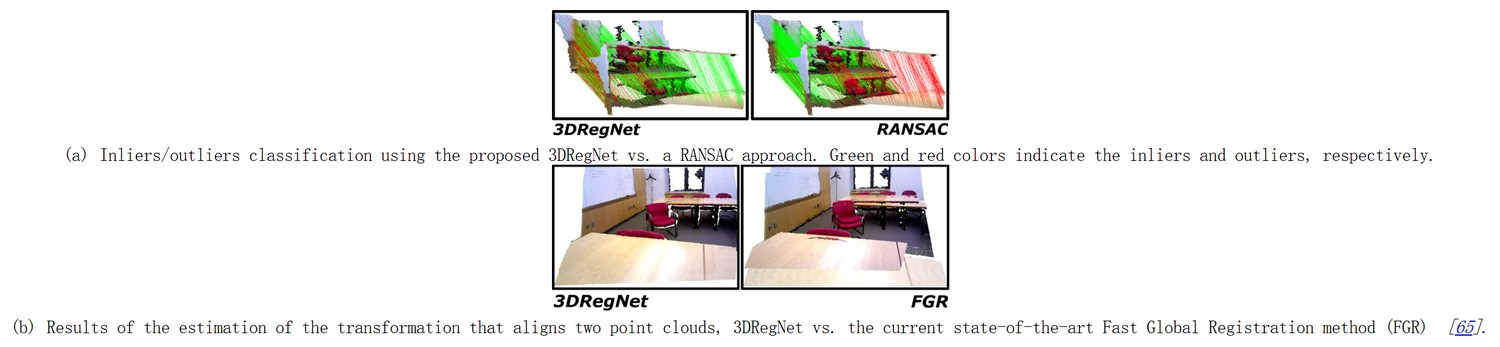 3DRegNet RANSAC
(a) Inliers/outliers classification using the proposed 3DRegNet vs. a RANSAC approach. Green and red colors indicate the inliers and outliers, respectively.
3DRegNet FGR
(b) Results of the estimation of the transformation that aligns two point clouds, 3DRegNet vs. the current state-of-the-art Fast Global Registration method (FGR) [65].